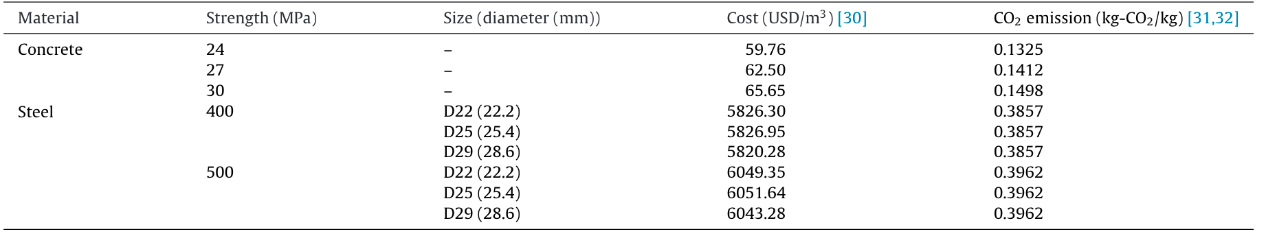 Material Strength (MPa) Size (diameter (mm)) Cost (USD/m³) [30] CO₂ emission (kg-CO₂/kg) [31,32]
Concrete 24 – 59.76 0.1325
27 – 62.50 0.1412
30 – 65.65 0.1498
Steel 400 D22 (22.2) 5826.30 0.3857
D25 (25.4) 5826.95 0.3857
D29 (28.6) 5820.28 0.3857
500 D22 (22.2) 6049.35 0.3962
D25 (25.4) 6051.64 0.3962
D29 (28.6) 6043.28 0.3962